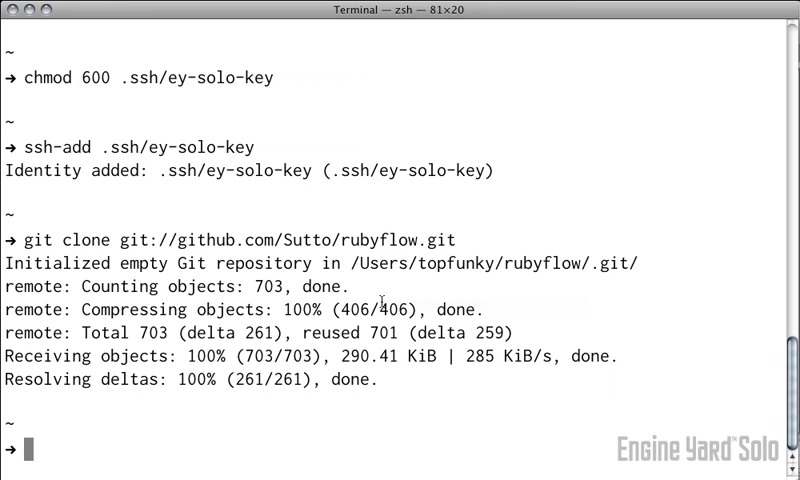 Terminal — zsh — 81×20
~
→ chmod 600 .ssh/ey-solo-key
~
→ ssh-add .ssh/ey-solo-key
Identity added: .ssh/ey-solo-key (.ssh/ey-solo-key)
~
→ git clone git://github.com/Sutto/rubyflow.git
Initialized empty Git repository in /Users/topfunky/rubyflow/.git/
remote: Counting objects: 703, done.
remote: Compressing objects: 100% (406/406), done.
remote: Total 703 (delta 261), reused 701 (delta 259)
Receiving objects: 100% (703/703), 290.41 KiB | 285 KiB/s, done.
Resolving deltas: 100% (261/261), done.
~
→
Engine Yard™ Solo